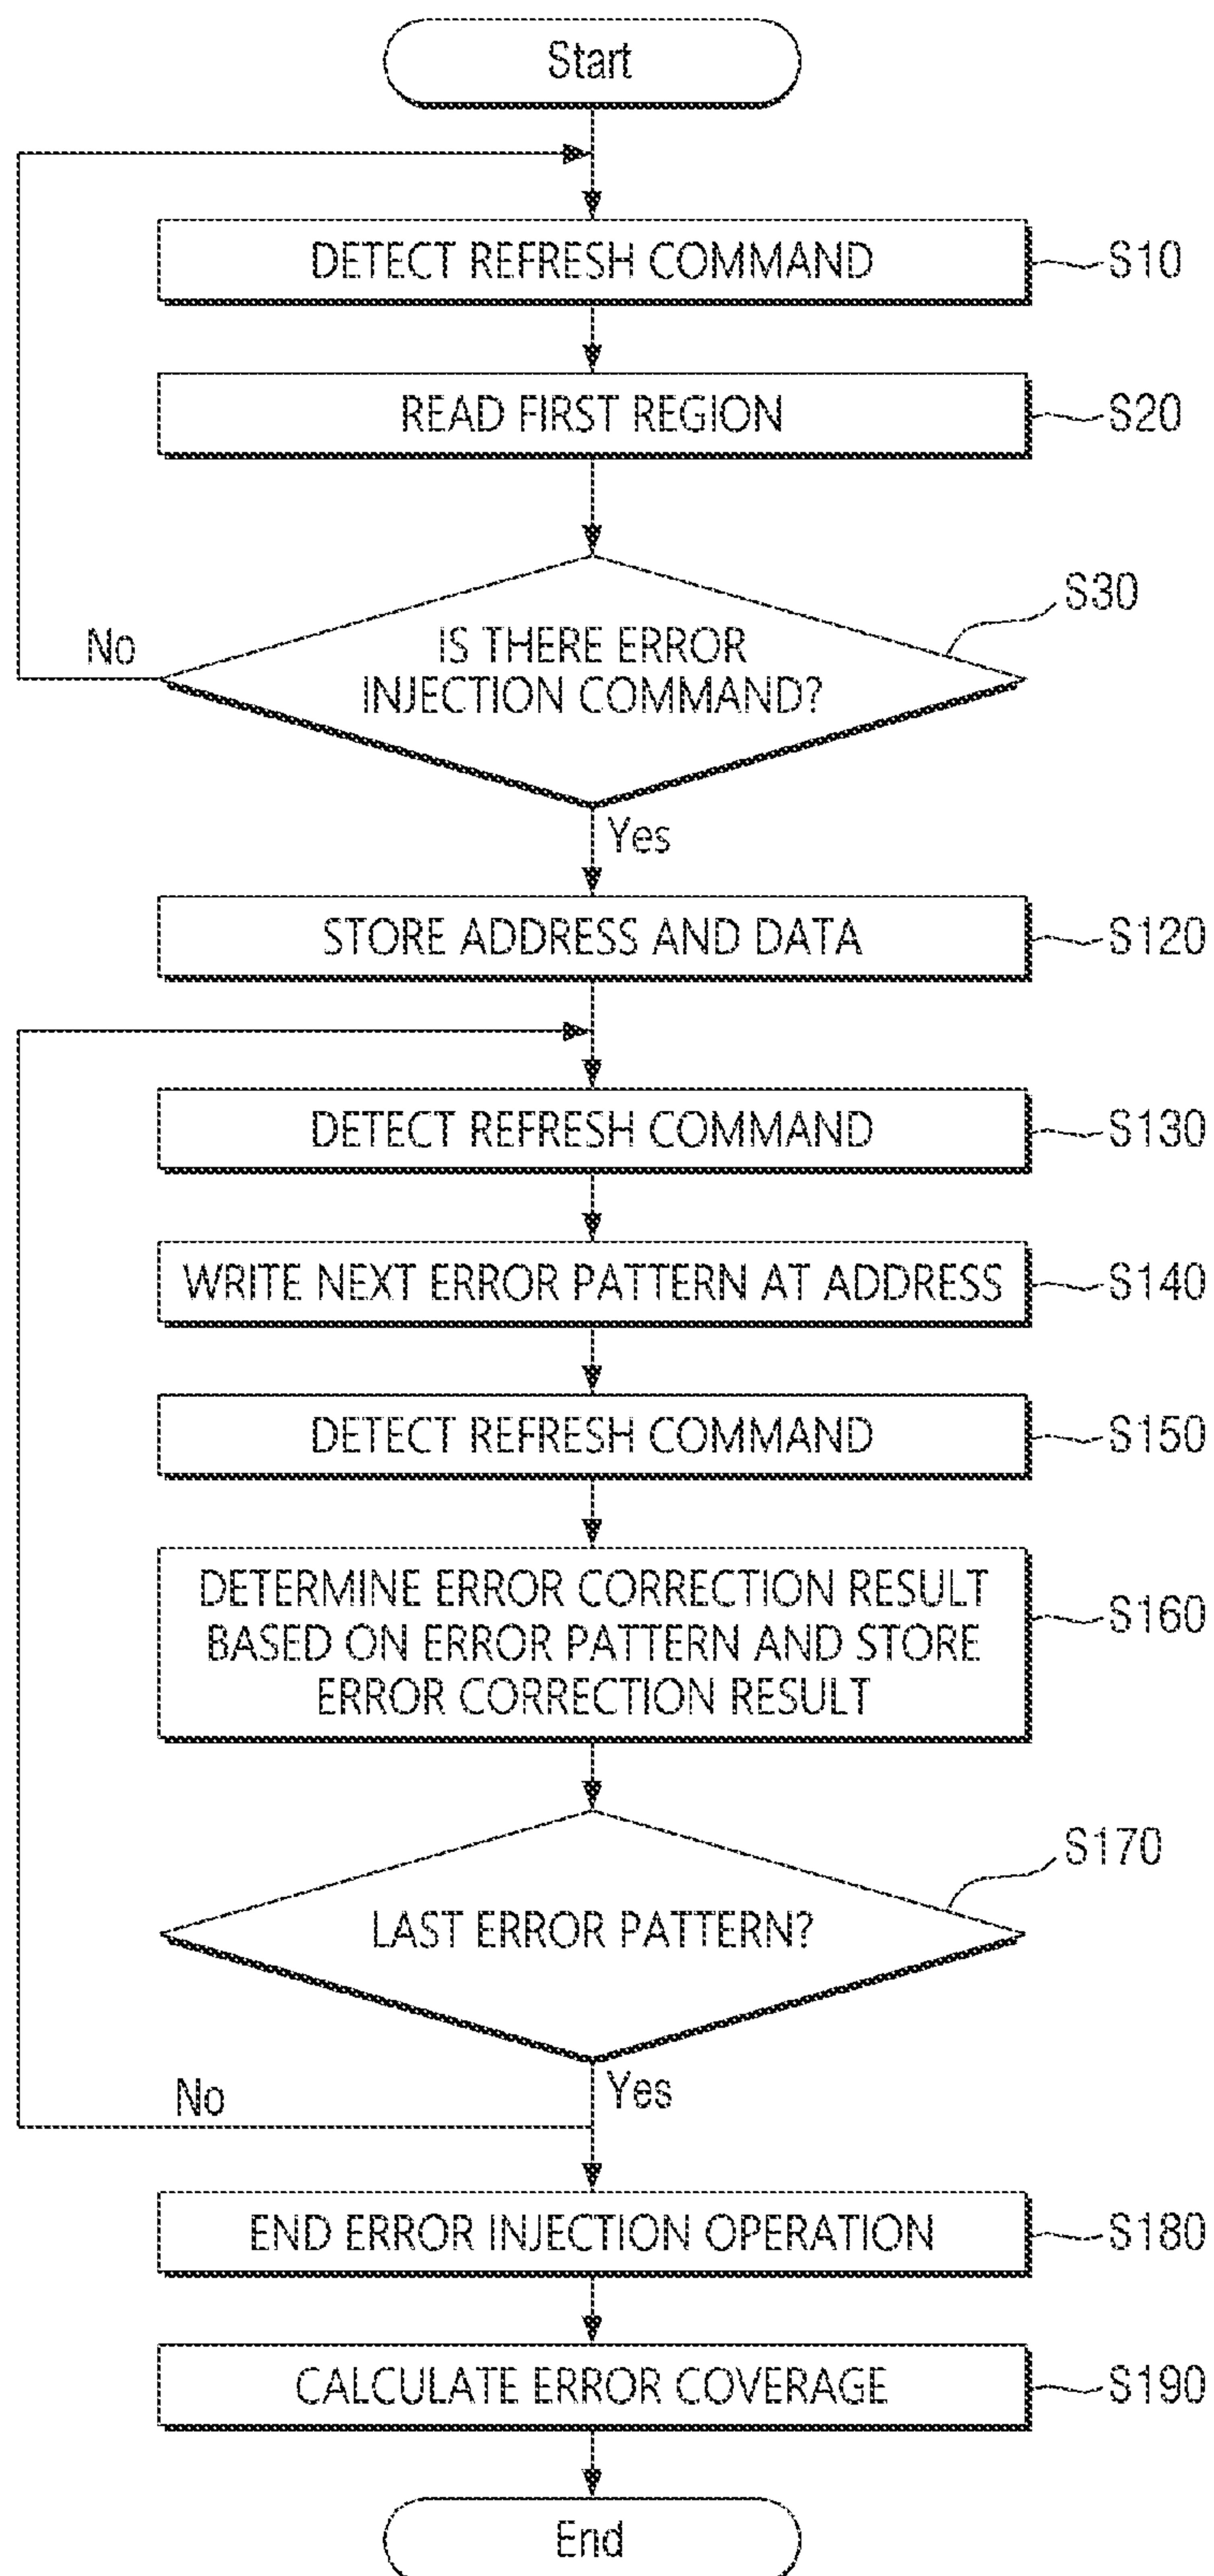 Start
DETECT REFRESH COMMAND
S10
READ FIRST REGION
S20
S30
IS THERE ERROR
INJECTION COMMAND?
No
Yes
STORE ADDRESS AND DATA
S120
DETECT REFRESH COMMAND
S130
WRITE NEXT ERROR PATTERN AT ADDRESS
S140
DETECT REFRESH COMMAND
S150
DETERMINE ERROR CORRECTION RESULT
BASED ON ERROR PATTERN AND STORE
ERROR CORRECTION RESULT
S160
S170
LAST ERROR PATTERN?
No
Yes
END ERROR INJECTION OPERATION
S180
CALCULATE ERROR COVERAGE
S190
End